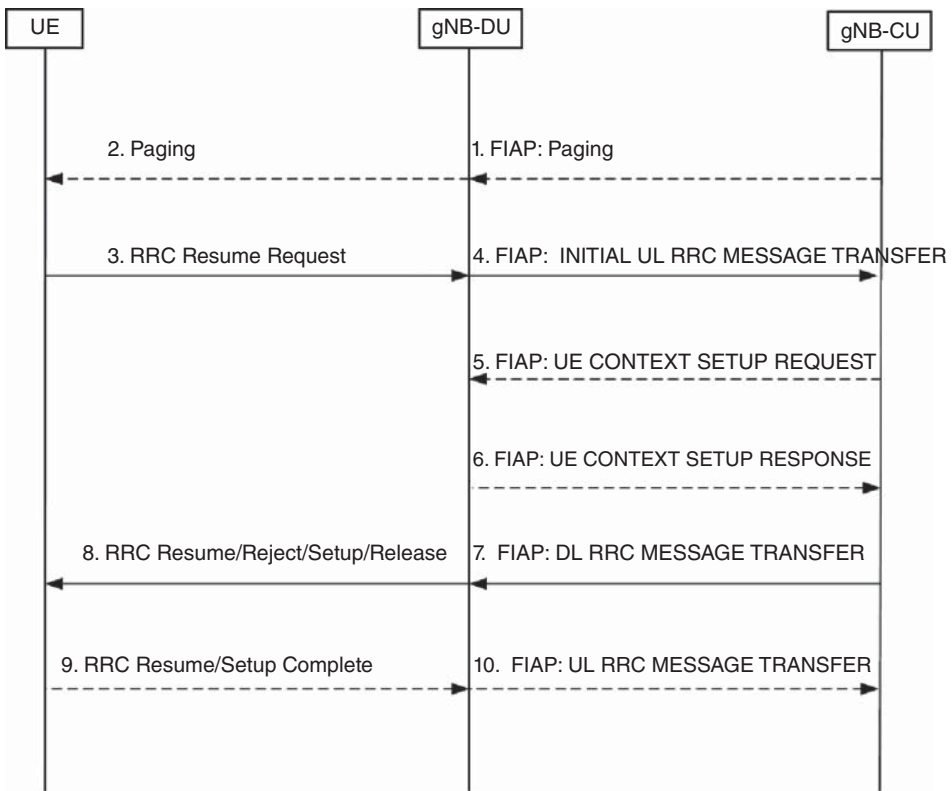 UE
gNB-DU
gNB-CU
2. Paging
1. FIAP: Paging
3. RRC Resume Request
4. FIAP: INITIAL UL RRC MESSAGE TRANSFER
5. FIAP: UE CONTEXT SETUP REQUEST
6. FIAP: UE CONTEXT SETUP RESPONSE
8. RRC Resume/Reject/Setup/Release
7. FIAP: DL RRC MESSAGE TRANSFER
9. RRC Resume/Setup Complete
10. FIAP: UL RRC MESSAGE TRANSFER